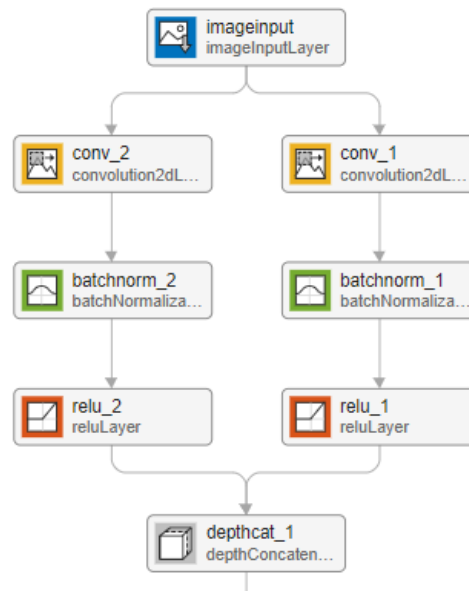 imageinput
imageInputLayer
conv_2
convolution2dL...
conv_1
convolution2dL...
batchnorm_2
batchNormaliza...
batchnorm_1
batchNormaliza...
relu_2
reluLayer
relu_1
reluLayer
depthcat_1
depthConcaten...